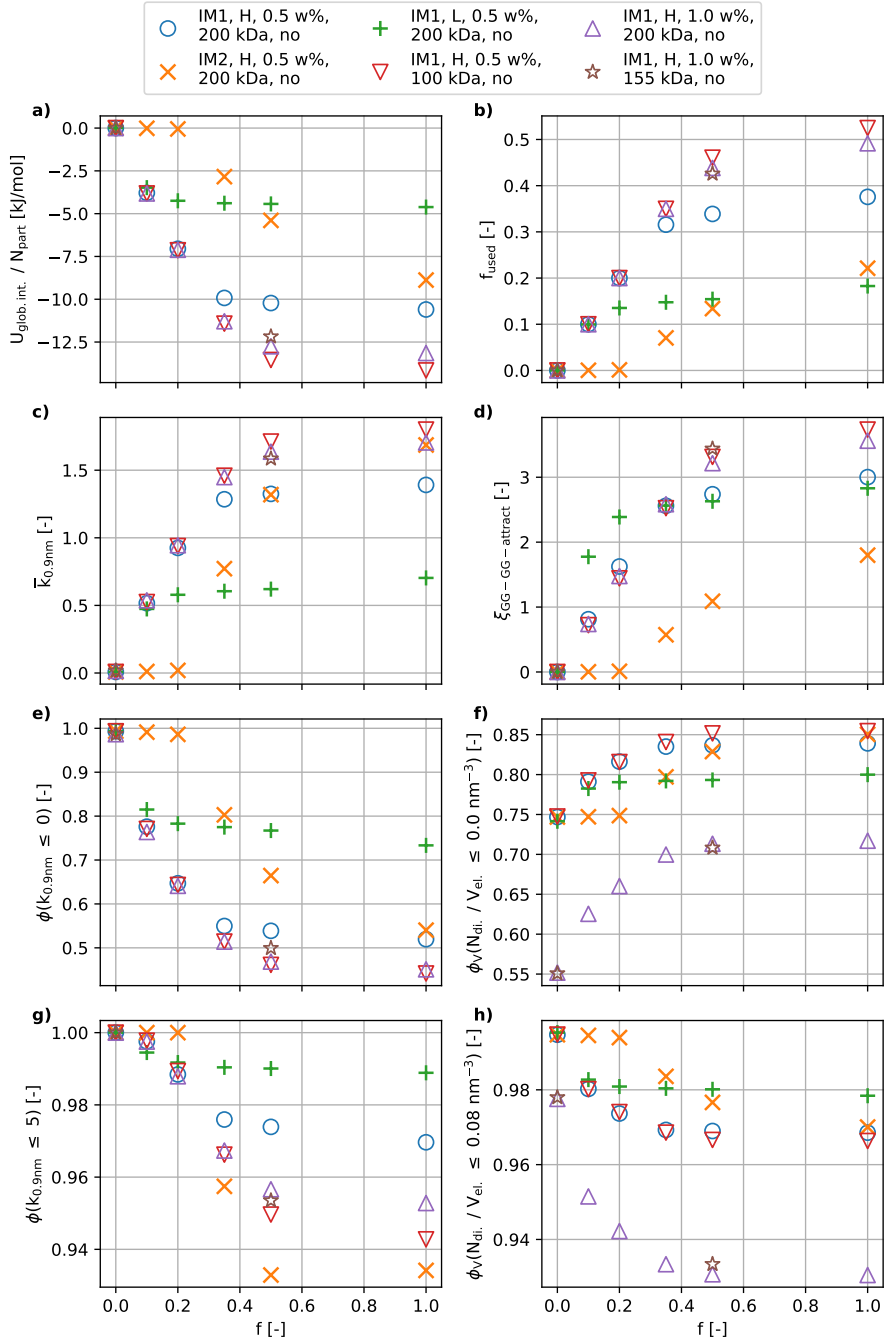 IM1, H, 0.5 w%,
200 kDa, no
IM2, H, 0.5 w%,
200 kDa, no
IM1, L, 0.5 w%,
200 kDa, no
IM1, H, 0.5 w%,
100 kDa, no
IM1, H, 1.0 w%,
200 kDa, no
IM1, H, 1.0 w%,
155 kDa, no
a)
U_glob. int. / N_part [kJ/mol]
0.0
−2.5
−5.0
−7.5
−10.0
−12.5
b)
f_used [-]
0.5
0.4
0.3
0.2
0.1
0.0
c)
k̅_0.9nm [-]
1.5
1.0
0.5
0.0
d)
ξ_GG−GG−attract [-]
3
2
1
0
e)
ϕ(k_0.9nm ≤ 0) [-]
1.0
0.9
0.8
0.7
0.6
0.5
f)
ϕ_V(N_di. / V_el. ≤ 0.0 nm⁻³) [-]
0.85
0.80
0.75
0.70
0.65
0.60
0.55
g)
ϕ(k_0.9nm ≤ 5) [-]
1.00
0.98
0.96
0.94
0.0 0.2 0.4 0.6 0.8 1.0
f [-]
h)
ϕ_V(N_di. / V_el. ≤ 0.08 nm⁻³) [-]
0.98
0.96
0.94
0.0 0.2 0.4 0.6 0.8 1.0
f [-]